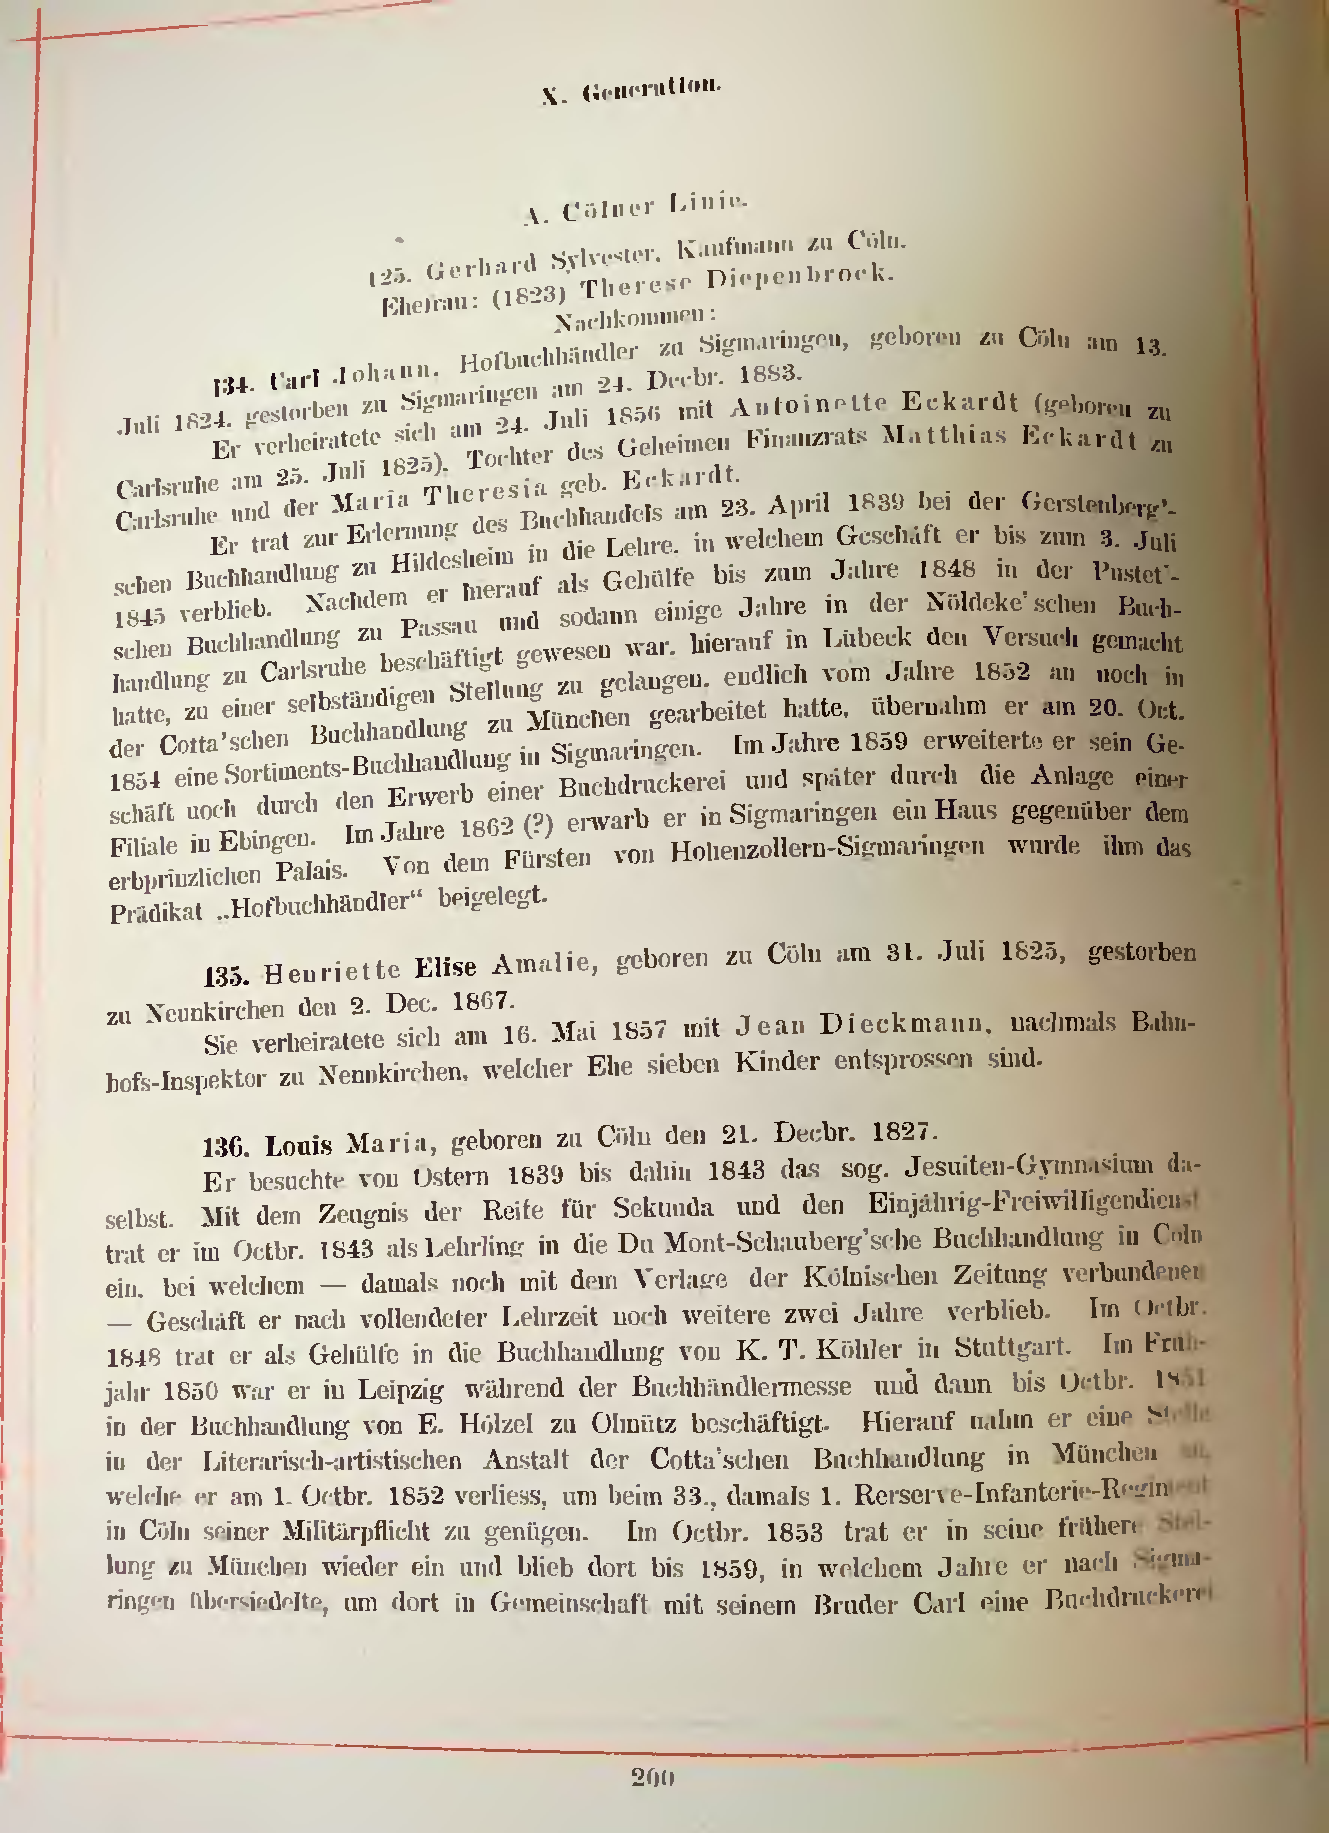 X. Generation.
A. Cölner Linie.
125. Gerhard Sylvester, Kaufmann zu Cöln.
Ehefrau: (1823) Therese Diepenbrock.
Nachkommen:
134. Carl Johann, Hofbuchhändler zu Sigmaringen, geboren zu Cöln am 13.
Juli 1824, gestorben zu Sigmaringen am 24. Decbr. 1883.
Er verheiratete sich am 24. Juli 1856 mit Antoinette Eckardt (geboren zu
Carlsruhe am 25. Juli 1825), Tochter des Geheimen Finanzrats Matthias Eckardt zu
Carlsruhe und der Maria Theresia geb. Eckardt.
Er trat zur Erlernung des Buchhandels am 23. April 1839 bei der Gerstenberg'-
schen Buchhandlung zu Hildesheim in die Lehre, in welchem Geschäft er bis zum 3. Juli
1845 verblieb. Nachdem er hierauf als Gehülfe bis zum Jahre 1848 in der Pustet'-
schen Buchhandlung zu Passau und sodann einige Jahre in der Nöldeke'schen Buch-
handlung zu Carlsruhe beschäftigt gewesen war, hierauf in Lübeck den Versuch gemacht
hatte, zu einer selbständigen Stellung zu gelangen, endlich vom Jahre 1852 an noch in
der Cotta'schen Buchhandlung zu München gearbeitet hatte, übernahm er am 20. Oct.
1854 eine Sortiments-Buchhandlung in Sigmaringen. Im Jahre 1859 erweiterte er sein Ge-
schäft noch durch den Erwerb einer Buchdruckerei und später durch die Anlage einer
Filiale in Ebingen. Im Jahre 1862 (?) erwarb er in Sigmaringen ein Haus gegenüber dem
erbprinzlichen Palais. Von dem Fürsten von Hohenzollern-Sigmaringen wurde ihm das
Prädikat „Hofbuchhändler“ beigelegt.
135. Henriette Elise Amalie, geboren zu Cöln am 31. Juli 1825, gestorben
zu Neunkirchen den 2. Dec. 1867.
Sie verheiratete sich am 16. Mai 1857 mit Jean Dieckmann, nachmals Bahn-
hofs-Inspektor zu Neunkirchen, welcher Ehe sieben Kinder entsprossen sind.
136. Louis Maria, geboren zu Cöln den 21. Decbr. 1827.
Er besuchte von Ostern 1839 bis dahin 1843 das sog. Jesuiten-Gymnasium da-
selbst. Mit dem Zeugnis der Reife für Sekunda und den Einjährig-Freiwilligendienst
trat er im Octbr. 1843 als Lehrling in die Du Mont-Schauberg'sche Buchhandlung in Cöln
ein, bei welchem — damals noch mit dem Verlage der Kölnischen Zeitung verbundenen
— Geschäft er nach vollendeter Lehrzeit noch weitere zwei Jahre verblieb. Im Octbr.
1848 trat er als Gehülfe in die Buchhandlung von K. T. Köhler in Stuttgart. Im Früh-
jahr 1850 war er in Leipzig während der Buchhändlermesse und dann bis Octbr. 1851
in der Buchhandlung von E. Hölzel zu Olmütz beschäftigt. Hierauf nahm er eine Stelle
in der Literarisch-artistischen Anstalt der Cotta'schen Buchhandlung in München an,
welche er am 1. Octbr. 1852 verliess, um beim 33., damals 1. Rerserve-Infanterie-Regiment
in Cöln seiner Militärpflicht zu genügen. Im Octbr. 1853 trat er in seine frühere Stel-
lung zu München wieder ein und blieb dort bis 1859, in welchem Jahre er nach Sigma-
ringen übersiedelte, um dort in Gemeinschaft mit seinem Bruder Carl eine Buchdruckerei
200